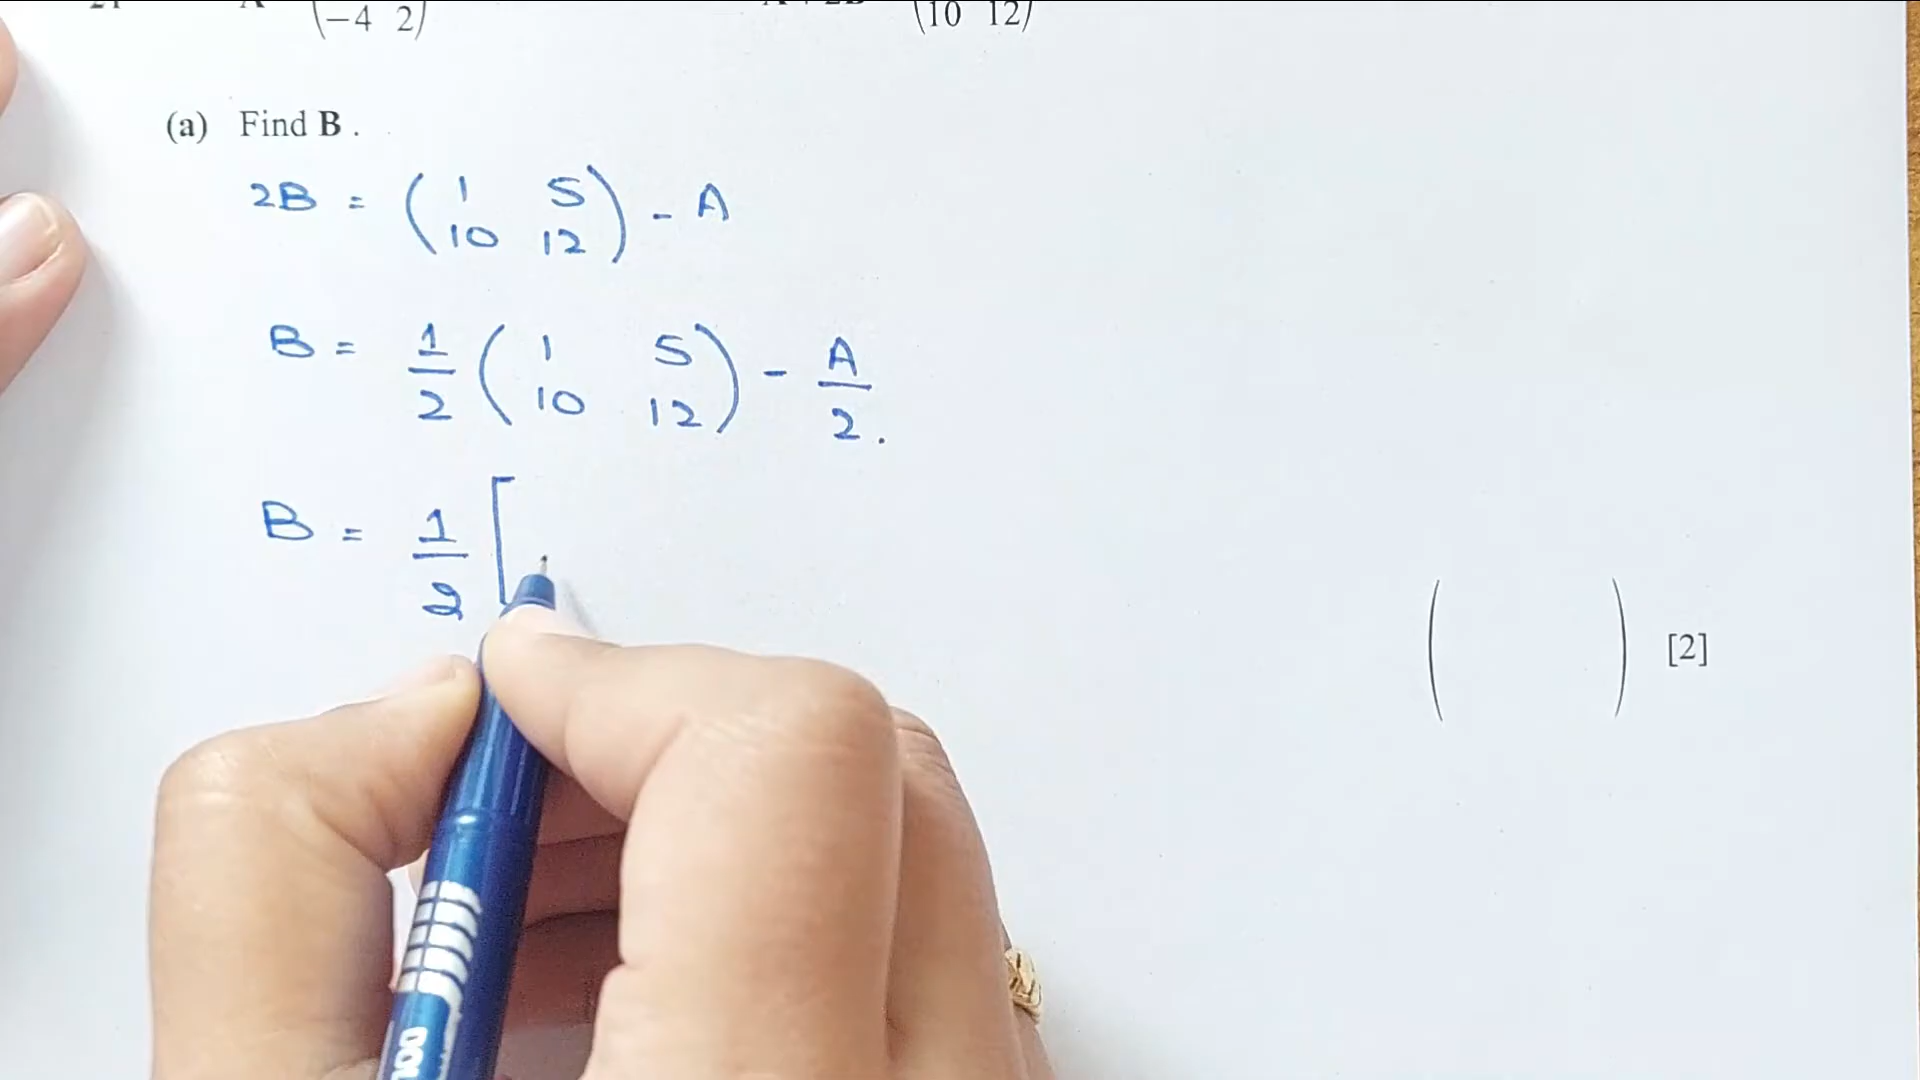 (-4 2) (10 12)
(a) Find B .
2B = (1 5
10 12) - A
B = 1/2 (1 5
10 12) - A/2.
B = 1/2 [
( ) [2]